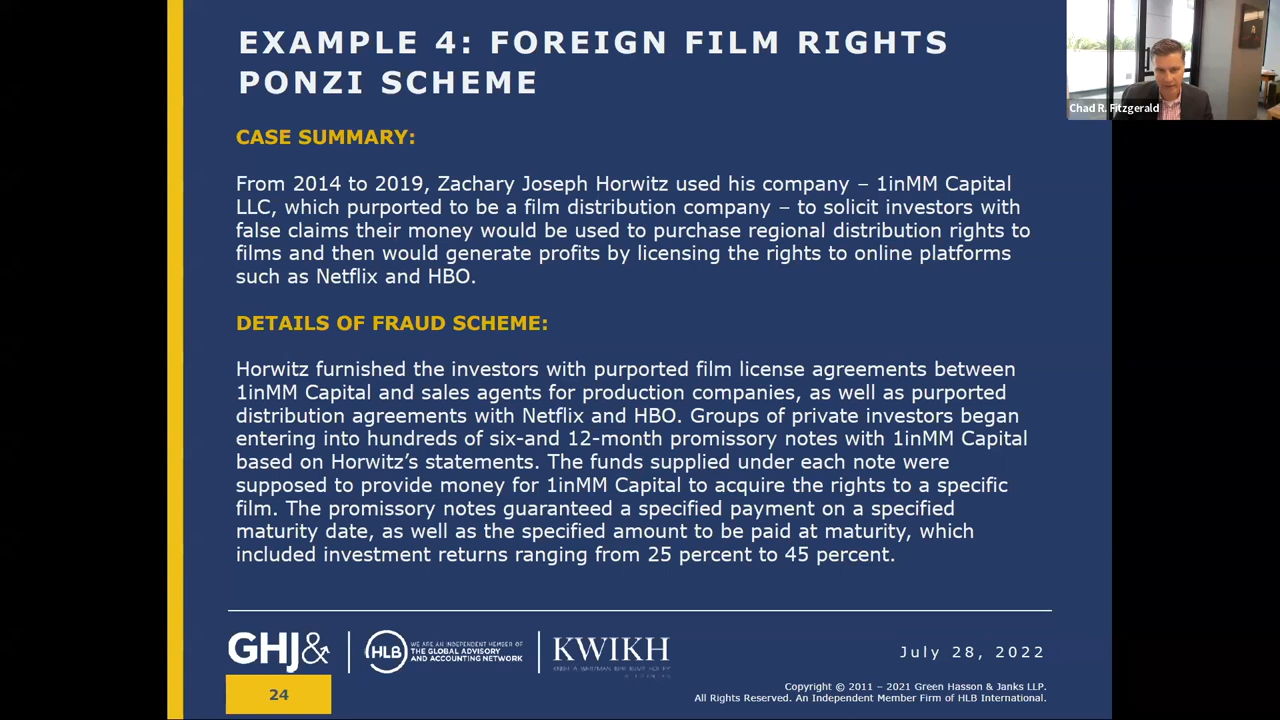 EXAMPLE 4: FOREIGN FILM RIGHTS
PONZI SCHEME
Chad R. Fitzgerald
CASE SUMMARY:
From 2014 to 2019, Zachary Joseph Horwitz used his company – 1inMM Capital
LLC, which purported to be a film distribution company – to solicit investors with
false claims their money would be used to purchase regional distribution rights to
films and then would generate profits by licensing the rights to online platforms
such as Netflix and HBO.
DETAILS OF FRAUD SCHEME:
Horwitz furnished the investors with purported film license agreements between
1inMM Capital and sales agents for production companies, as well as purported
distribution agreements with Netflix and HBO. Groups of private investors began
entering into hundreds of six-and 12-month promissory notes with 1inMM Capital
based on Horwitz’s statements. The funds supplied under each note were
supposed to provide money for 1inMM Capital to acquire the rights to a specific
film. The promissory notes guaranteed a specified payment on a specified
maturity date, as well as the specified amount to be paid at maturity, which
included investment returns ranging from 25 percent to 45 percent.
GHJ&
HLB
WE ARE AN INDEPENDENT MEMBER OF
THE GLOBAL ADVISORY
AND ACCOUNTING NETWORK
KWIKH
July 28, 2022
24
Copyright © 2011 – 2021 Green Hasson & Janks LLP.
All Rights Reserved. An Independent Member Firm of HLB International.